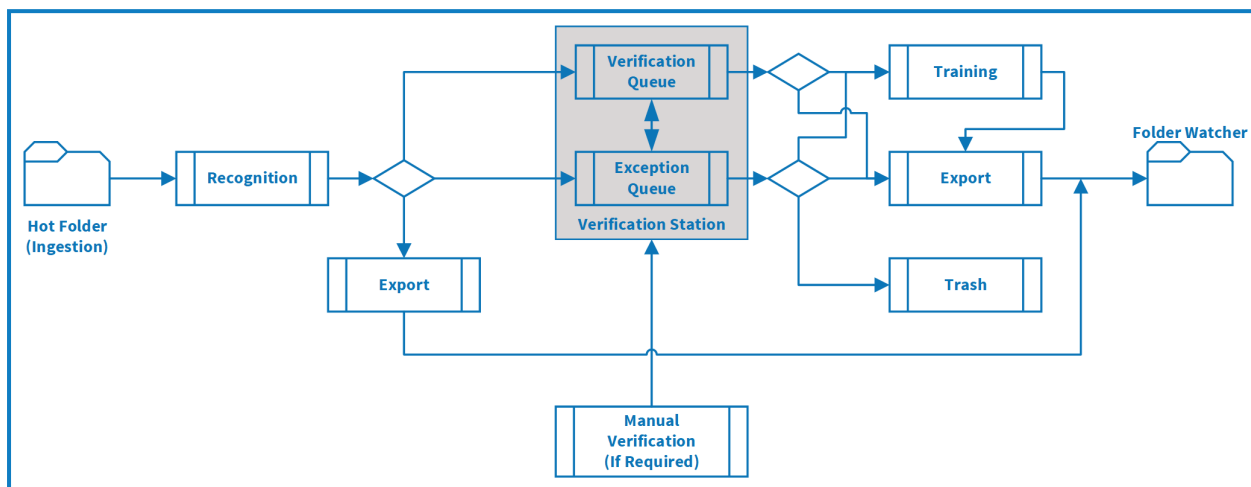 Verification
Queue
Training
Folder Watcher
Recognition
Exception
Queue
Export
Hot Folder
(Ingestion)
Verification Station
Export
Trash
Manual
Verification
(If Required)